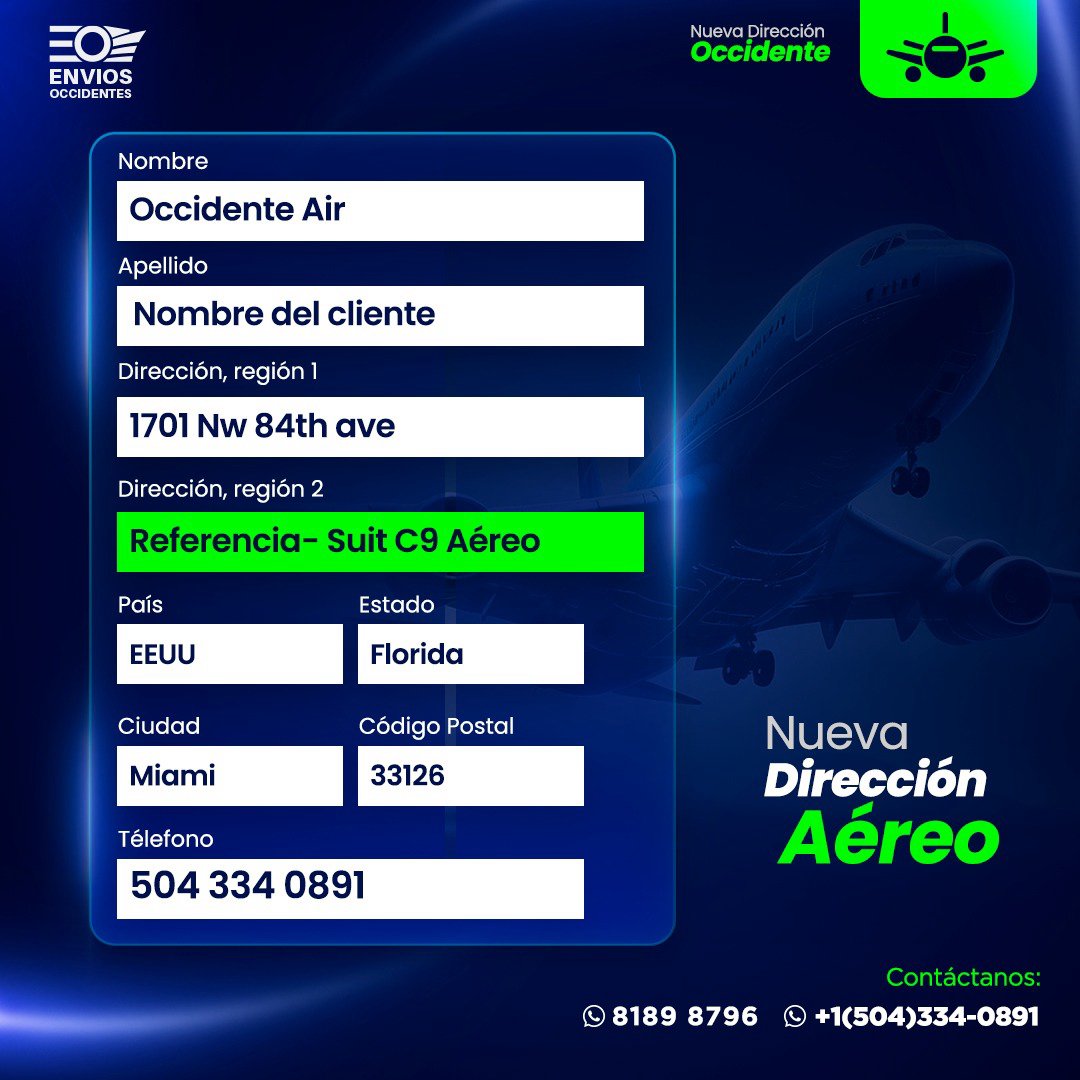 ENVIOS
OCCIDENTES
Nueva Dirección
Occidente
Nombre
Occidente Air
Apellido
Nombre del cliente
Dirección, región 1
1701 Nw 84th ave
Dirección, región 2
Referencia- Suit C9 Aéreo
País
Estado
EEUU
Florida
Ciudad
Código Postal
Miami
33126
Télefono
504 334 0891
Nueva
Dirección
Aéreo
Contáctanos:
8189 8796
+1(504)334-0891